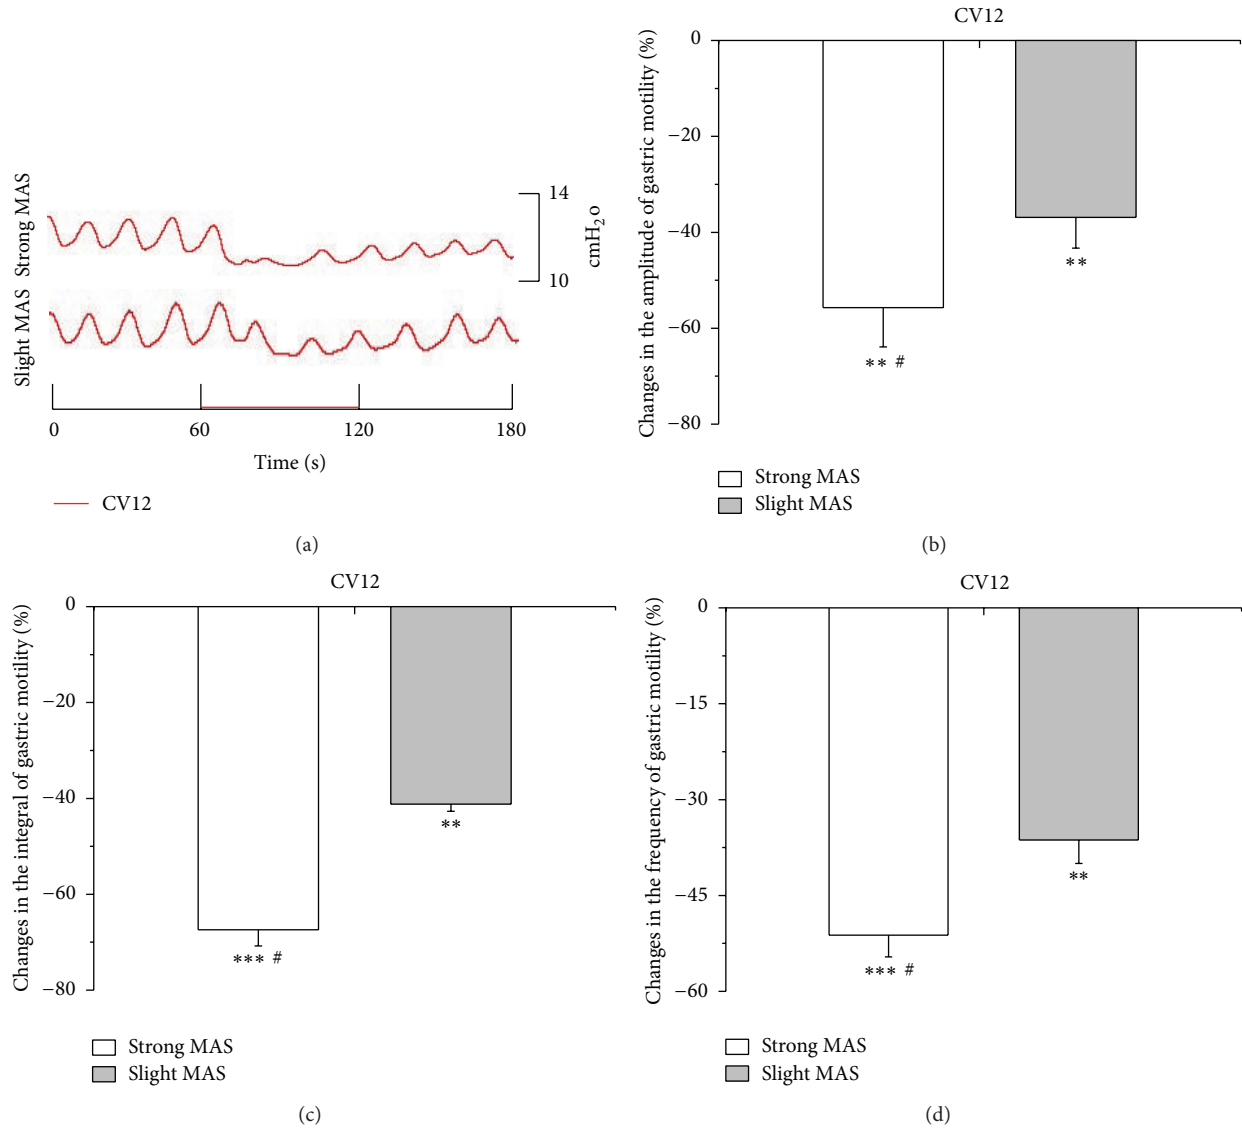 Strong MAS
Slight MAS
14
10
cmH2o
0 60 120 180
Time (s)
CV12
(a)
CV12
Changes in the amplitude of gastric motility (%)
0
−20
−40
−60
−80
** #
**
Strong MAS
Slight MAS
(b)
CV12
Changes in the integral of gastric motility (%)
0
−20
−40
−60
−80
*** #
**
Strong MAS
Slight MAS
(c)
CV12
Changes in the frequency of gastric motility (%)
0
−15
−30
−45
−60
*** #
**
Strong MAS
Slight MAS
(d)